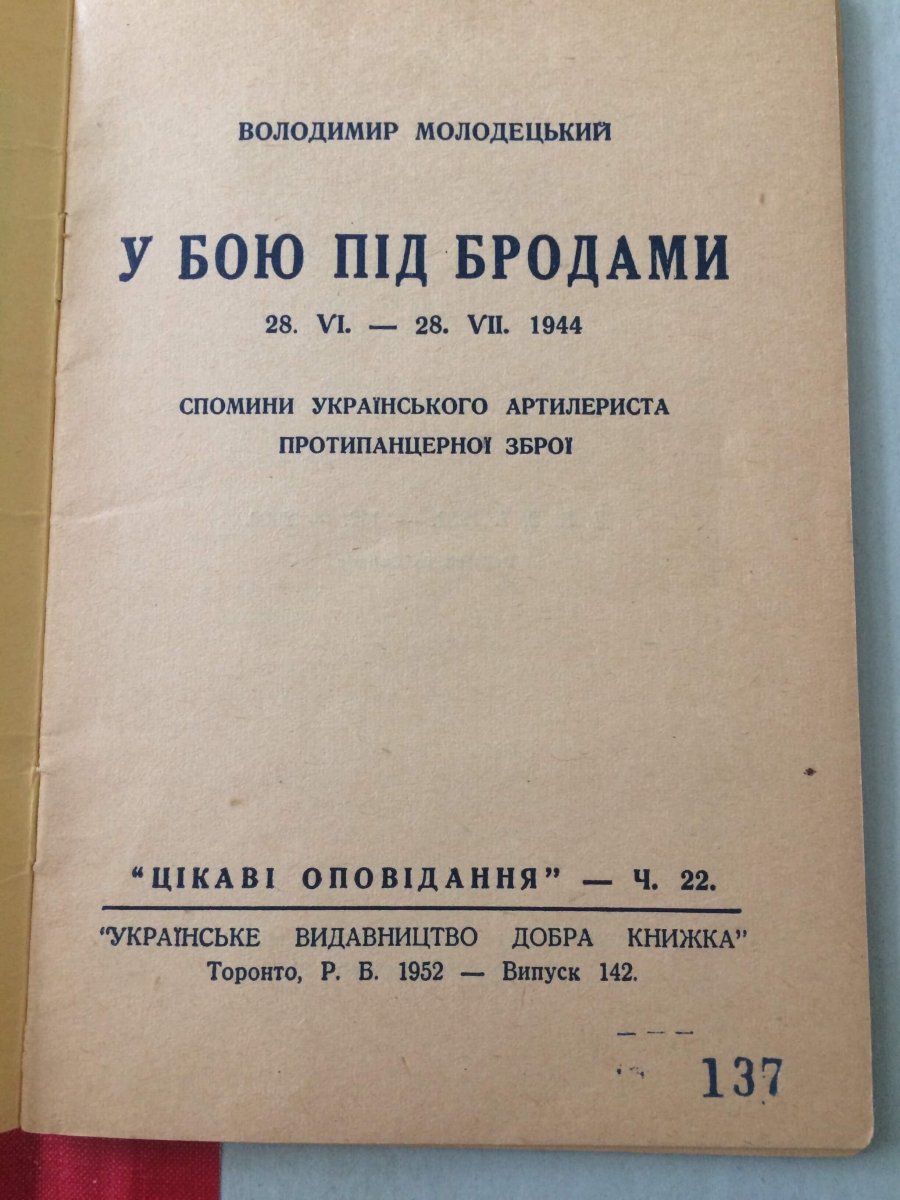 ВОЛОДИМИР МОЛОДЕЦЬКИЙ
У БОЮ ПІД БРОДАМИ
28. VI. — 28. VII. 1944
СПОМИНИ УКРАЇНСЬКОГО АРТИЛЕРИСТА
ПРОТИПАНЦЕРНОЇ ЗБРОЇ
"ЦІКАВІ ОПОВІДАННЯ" — Ч. 22.
"УКРАЇНСЬКЕ ВИДАВНИЦТВО ДОБРА КНИЖКА"
Торонто, Р. Б. 1952 — Випуск 142.
137